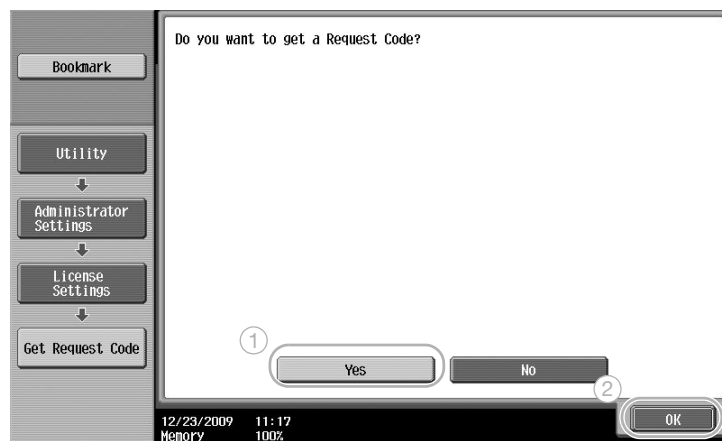 Do you want to get a Request Code?
Bookmark
Utility
Administrator
Settings
License
Settings
Get Request Code
1
Yes
No
2
OK
12/23/2009 11:17
Memory 100%